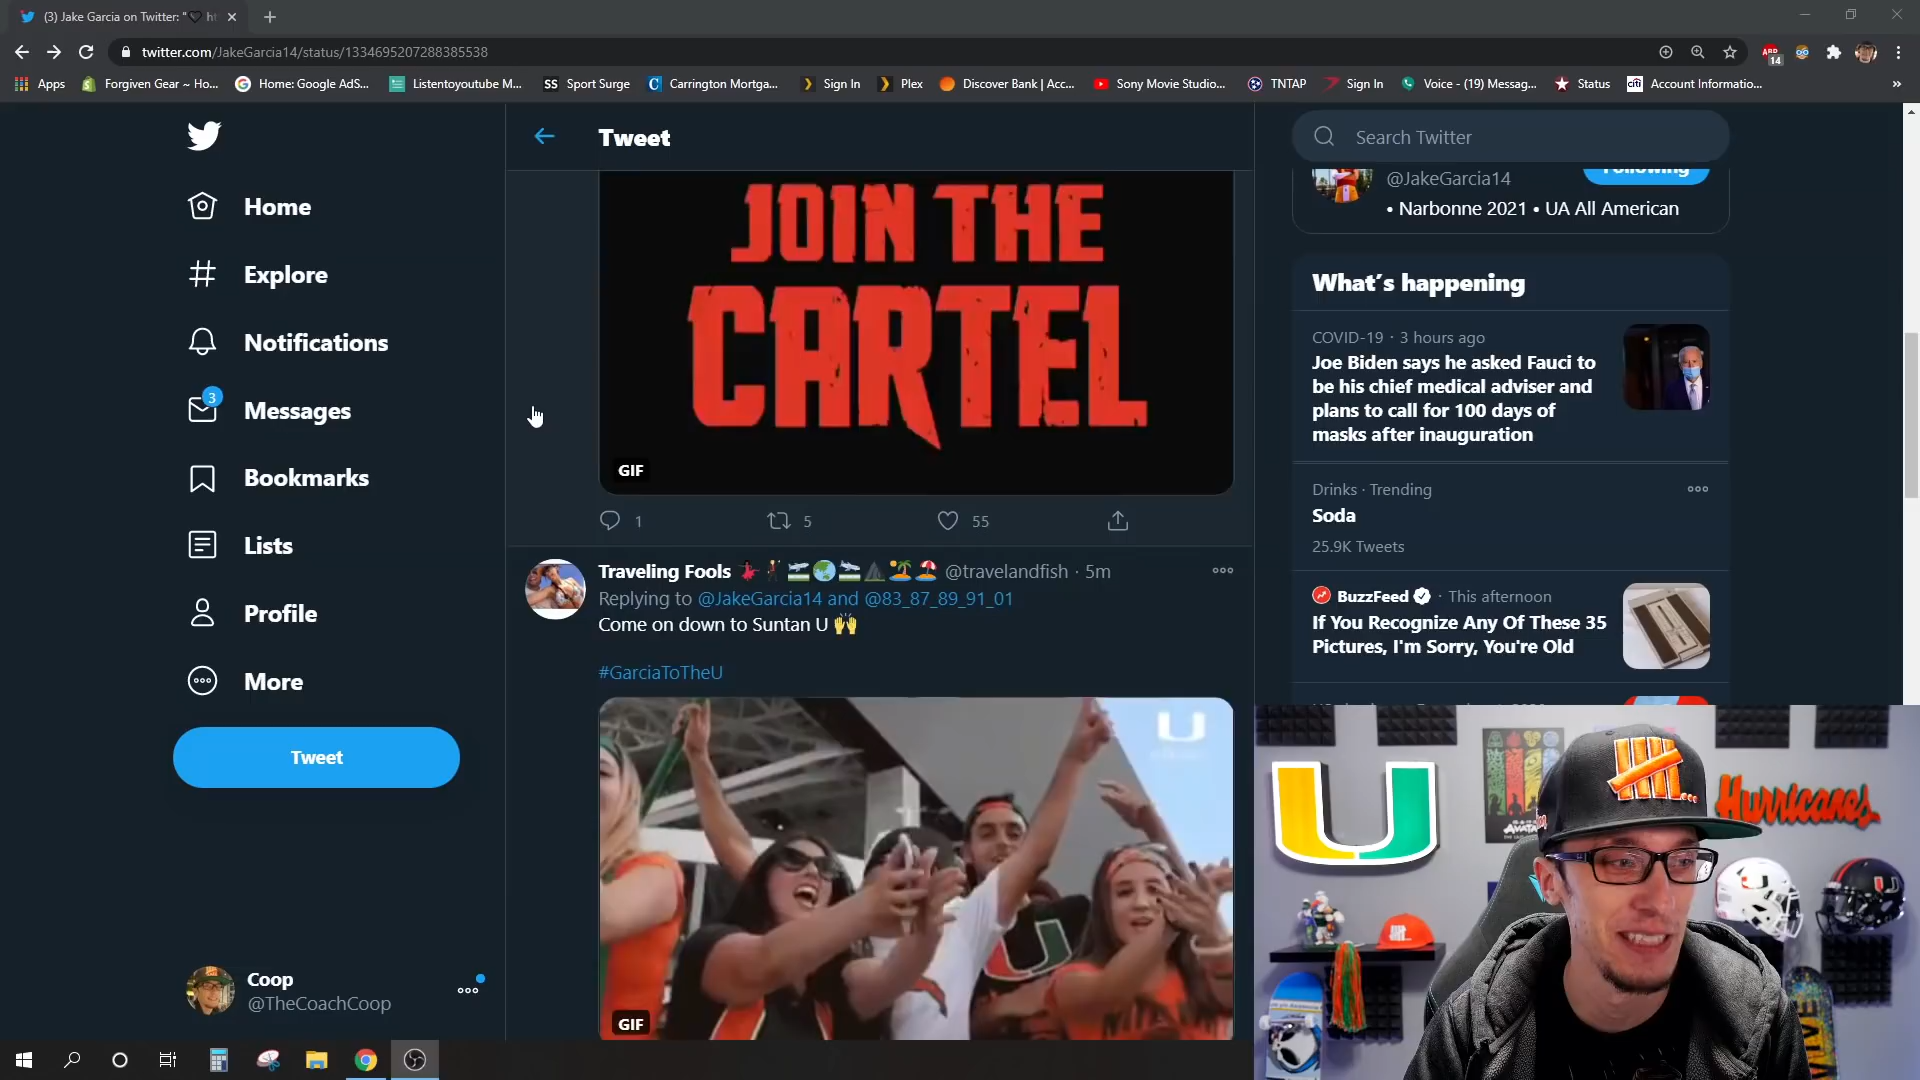 (3) Jake Garcia on Twitter: "🖤 ht
twitter.com/JakeGarcia14/status/1334695207288385538
ABP
14
Apps
Forgiven Gear ~ Ho...
Home: Google AdS...
Listentoyoutube M...
SS Sport Surge
C Carrington Mortga...
Sign In
Plex
Discover Bank | Acc...
Sony Movie Studio...
TNTAP
Sign In
Voice - (19) Messag...
Status
citi Account Informatio...
»
Home
Explore
Notifications
3
Messages
Bookmarks
Lists
Profile
More
Tweet
Coop
@TheCoachCoop
Tweet
JOIN THE
CARTEL
GIF
1
5
55
Traveling Fools 💃🕺🛫🌏🛬⛰🏝🏖 @travelandfish · 5m
Replying to @JakeGarcia14 and @83_87_89_91_01
Come on down to Suntan U 🙌
#GarciaToTheU
U
U
GIF
Search Twitter
@JakeGarcia14
Following
• Narbonne 2021 • UA All American
What's happening
COVID-19 · 3 hours ago
Joe Biden says he asked Fauci to
be his chief medical adviser and
plans to call for 100 days of
masks after inauguration
Drinks · Trending
Soda
25.9K Tweets
BuzzFeed · This afternoon
If You Recognize Any Of These 35
Pictures, I'm Sorry, You're Old
U
AVATAR
Hurricanes
U